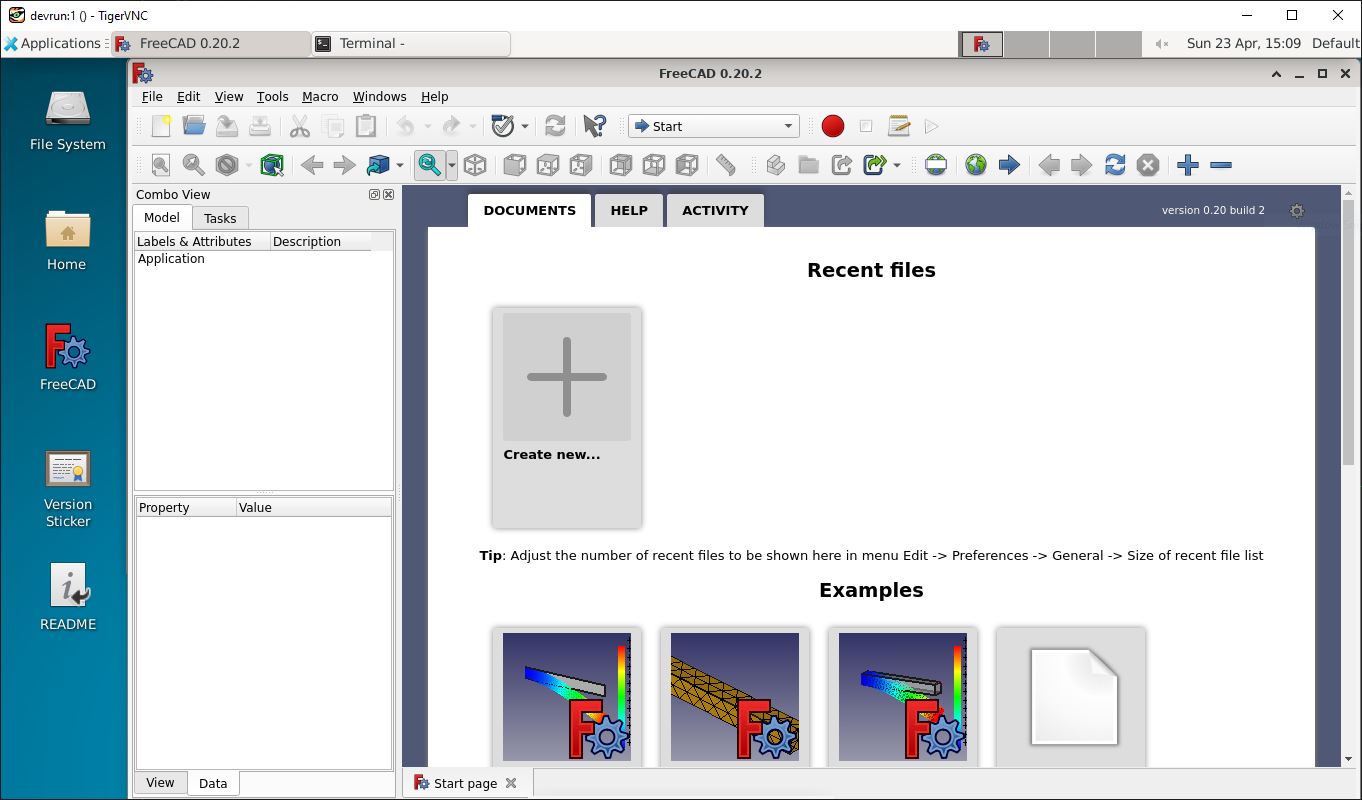 devrun:1 () - TigerVNC
Applications
FreeCAD 0.20.2
Terminal -
Sun 23 Apr, 15:09
Default
File System
Home
FreeCAD
Version
Sticker
README
FreeCAD 0.20.2
File Edit View Tools Macro Windows Help
Start
Combo View
Model
Tasks
Labels & Attributes
Description
Application
Property
Value
View
Data
DOCUMENTS
HELP
ACTIVITY
version 0.20 build 2
Recent files
Create new...
Tip: Adjust the number of recent files to be shown here in menu Edit -> Preferences -> General -> Size of recent file list
Examples
Start page